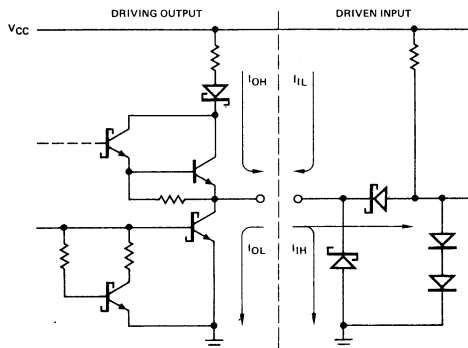 DRIVING OUTPUT
DRIVEN INPUT
VCC
IOH
IIL
IOL
IIH